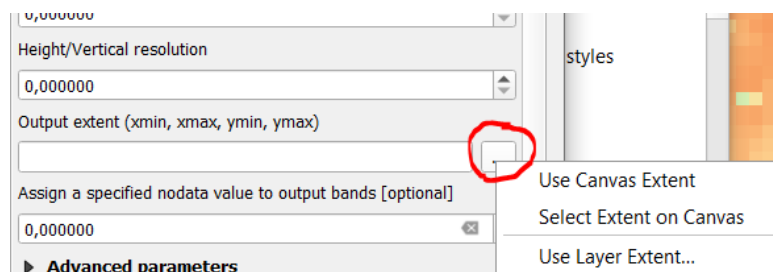 0,000000
Height/Vertical resolution
styles
0,000000
Output extent (xmin, xmax, ymin, ymax)
Use Canvas Extent
Assign a specified nodata value to output bands [optional]
Select Extent on Canvas
0,000000
Use Layer Extent...
Advanced parameters